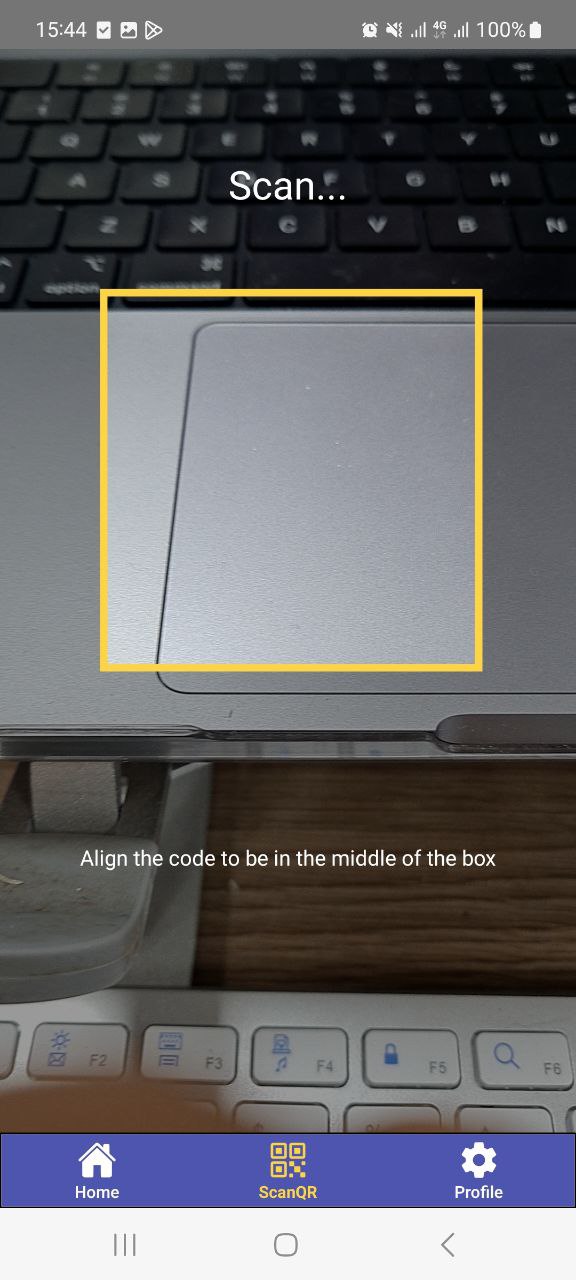 15:44
4G
100%
Q W E R T Y U
Scan...
A S F G H
Z X C V B N
option
command
Align the code to be in the middle of the box
F2 F3 F4 F5 F6
Home ScanQR Profile